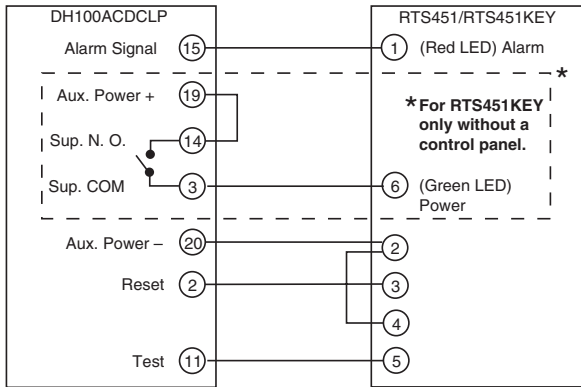 DH100ACDCLP
RTS451/RTS451KEY
Alarm Signal 15
1 (Red LED) Alarm
*
Aux. Power + 19
*For RTS451KEY
only without a
control panel.
Sup. N. O. 14
Sup. COM 3
6 (Green LED)
Power
Aux. Power – 20
2
Reset 2
3
4
Test 11
5